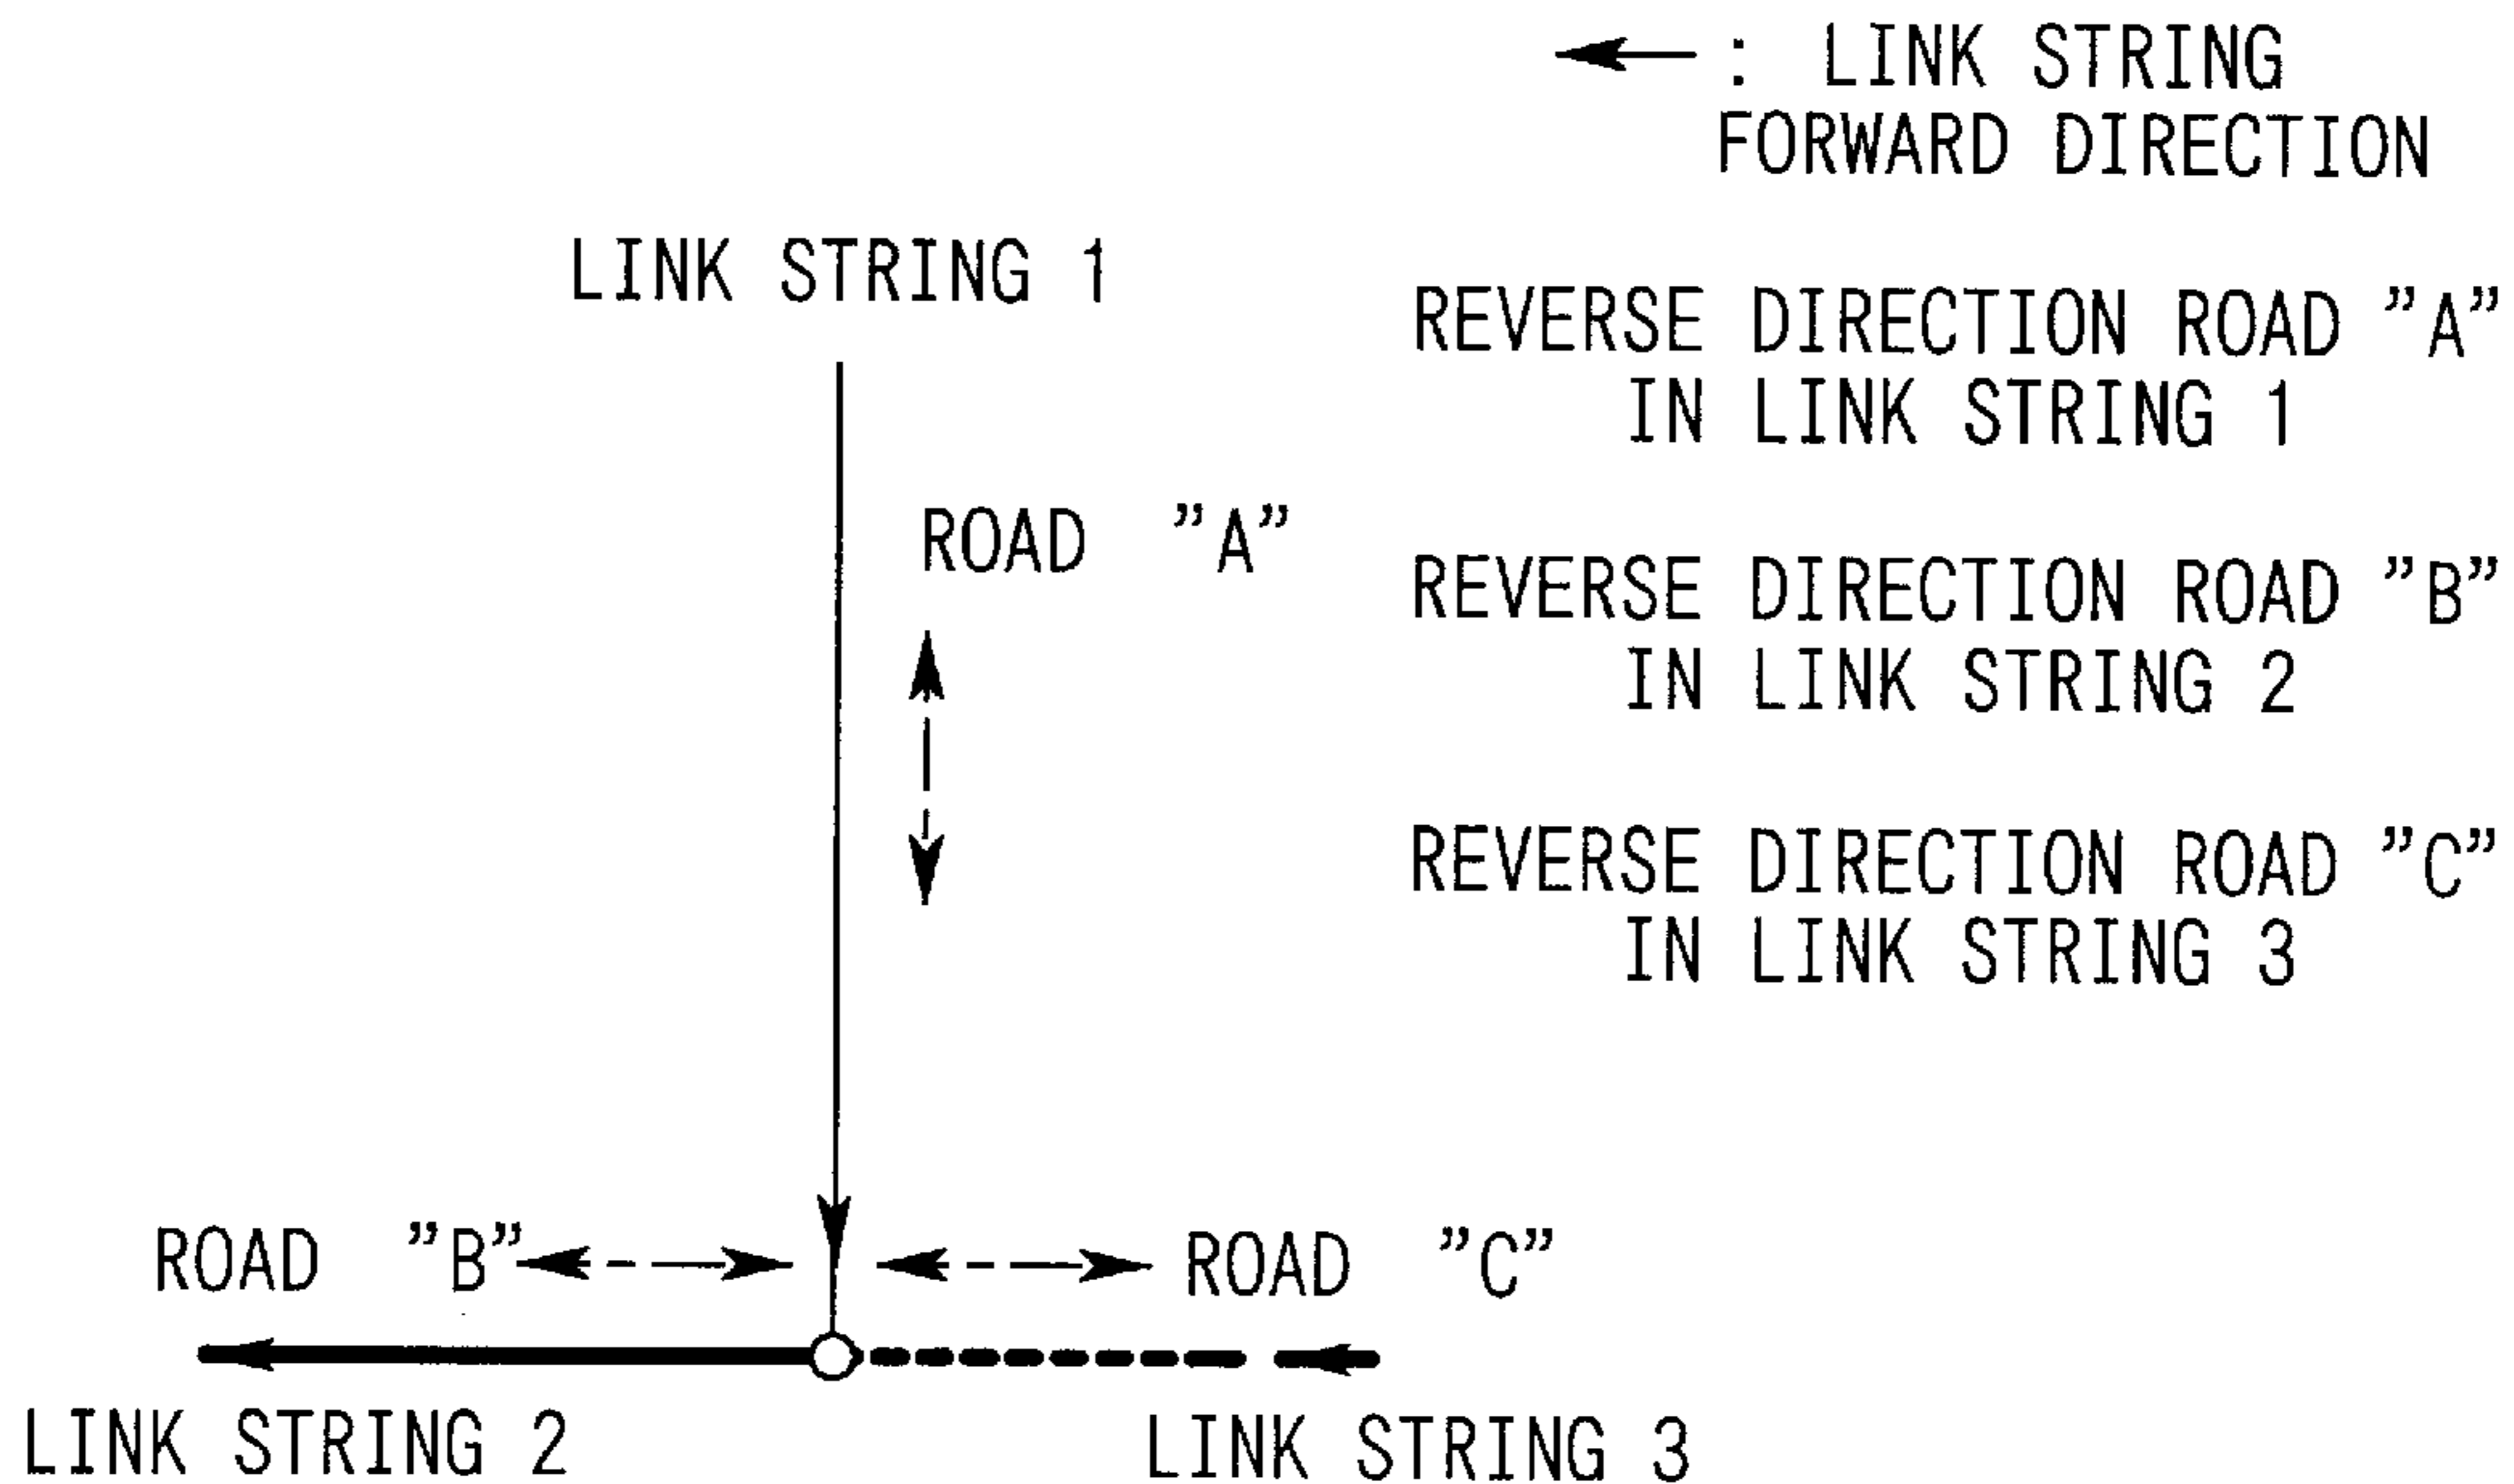 : LINK STRING
FORWARD DIRECTION
LINK STRING 1
REVERSE DIRECTION ROAD "A"
IN LINK STRING 1
ROAD "A"
REVERSE DIRECTION ROAD "B"
IN LINK STRING 2
REVERSE DIRECTION ROAD "C"
IN LINK STRING 3
ROAD "B"
ROAD "C"
LINK STRING 2
LINK STRING 3